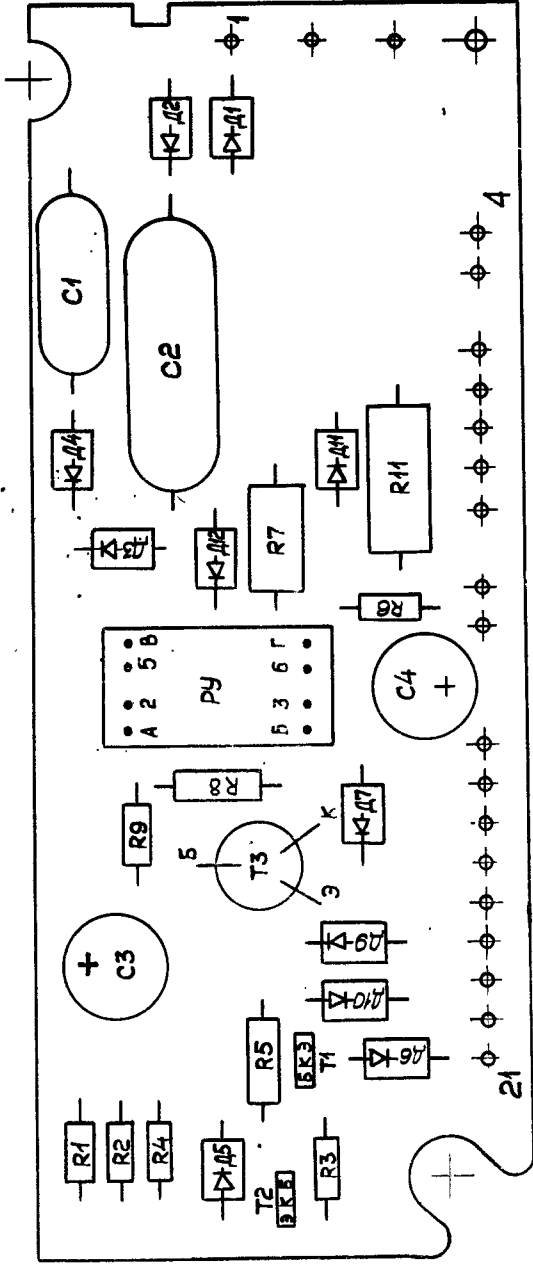 1
Д2
Д1
4
C1
C2
Д4
Д11
R11
Д3
Д12
R7
R6
A 2 5 В
РУ
Б 3 6 Г
C4
+
R8
R9
Б
Т3
К
Э
Д7
+
C3
Д9
Д10
R5
Б К Э
Т1
Д6
21
R1
R2
R4
Д5
Т2
Э К Б
R3